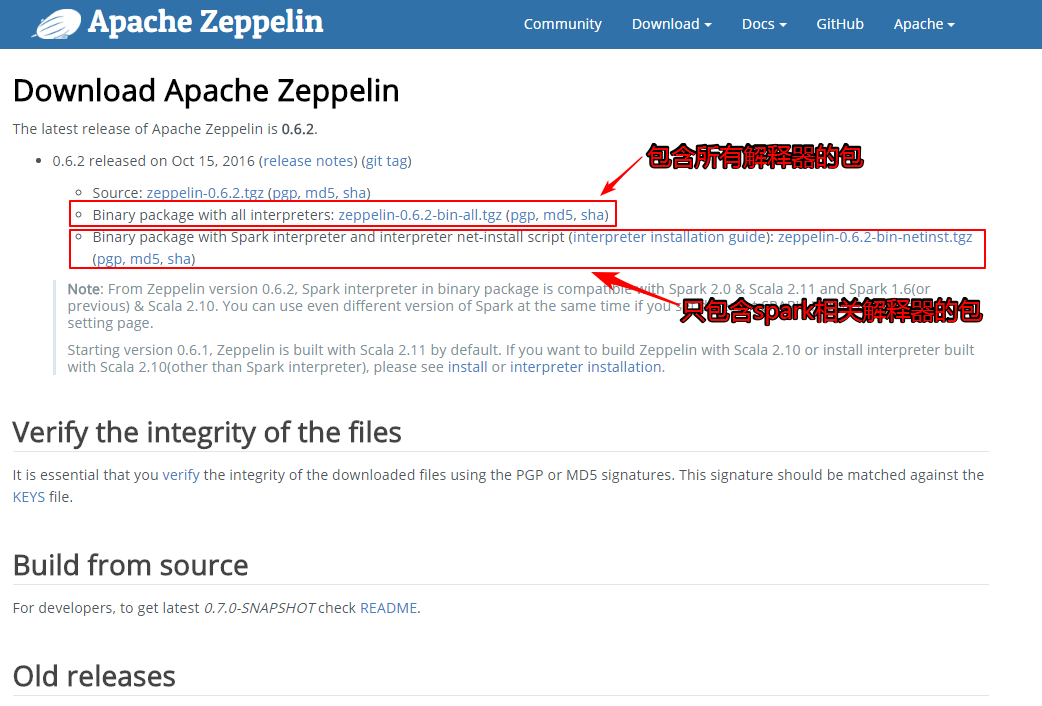 Apache Zeppelin
Community Download Docs GitHub Apache
Download Apache Zeppelin
The latest release of Apache Zeppelin is 0.6.2.
0.6.2 released on Oct 15, 2016 (release notes) (git tag)
包含所有解释器的包
Source: zeppelin-0.6.2.tgz (pgp, md5, sha)
Binary package with all interpreters: zeppelin-0.6.2-bin-all.tgz (pgp, md5, sha)
Binary package with Spark interpreter and interpreter net-install script (interpreter installation guide): zeppelin-0.6.2-bin-netinst.tgz
(pgp, md5, sha)
Note: From Zeppelin version 0.6.2, Spark interpreter in binary package is compatible with Spark 2.0 & Scala 2.11 and Spark 1.6(or
previous) & Scala 2.10. You can use even different version of Spark at the same time if you
只包含spark相关解释器的包
setting page.
Starting version 0.6.1, Zeppelin is built with Scala 2.11 by default. If you want to build Zeppelin with Scala 2.10 or install interpreter built
with Scala 2.10(other than Spark interpreter), please see install or interpreter installation.
Verify the integrity of the files
It is essential that you verify the integrity of the downloaded files using the PGP or MD5 signatures. This signature should be matched against the
KEYS file.
Build from source
For developers, to get latest 0.7.0-SNAPSHOT check README.
Old releases